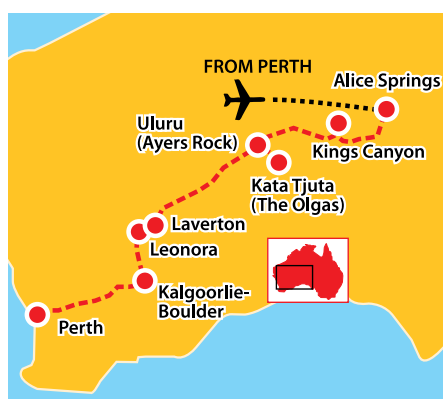 FROM PERTH
Alice Springs
Uluru
(Ayers Rock)
Kings Canyon
Kata Tjuta
(The Olgas)
Laverton
Leonora
Kalgoorlie-
Boulder
Perth